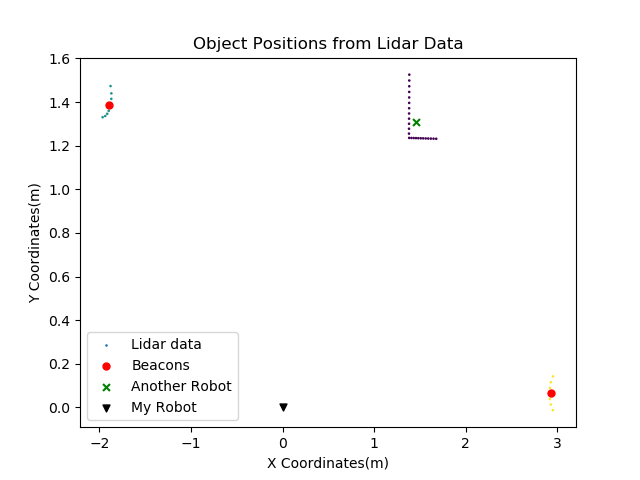 Object Positions from Lidar Data
1.6
1.4
1.2
1.0
0.8
0.6
0.4
0.2
0.0
Y Coordinates(m)
Lidar data
Beacons
Another Robot
My Robot
−2
−1
0
1
2
3
X Coordinates(m)